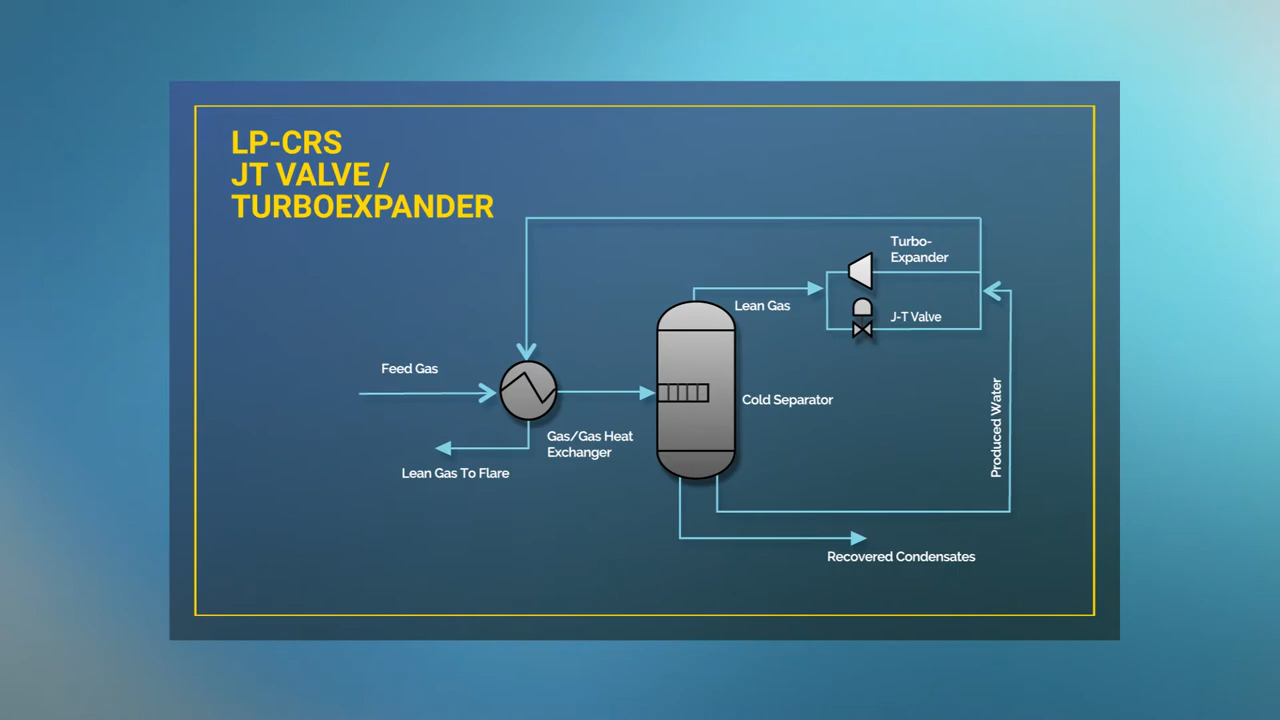 LP-CRS
JT VALVE /
TURBOEXPANDER
Turbo-
Expander
Lean Gas
J-T Valve
Feed Gas
Cold Separator
Produced Water
Gas/Gas Heat
Exchanger
Lean Gas To Flare
Recovered Condensates